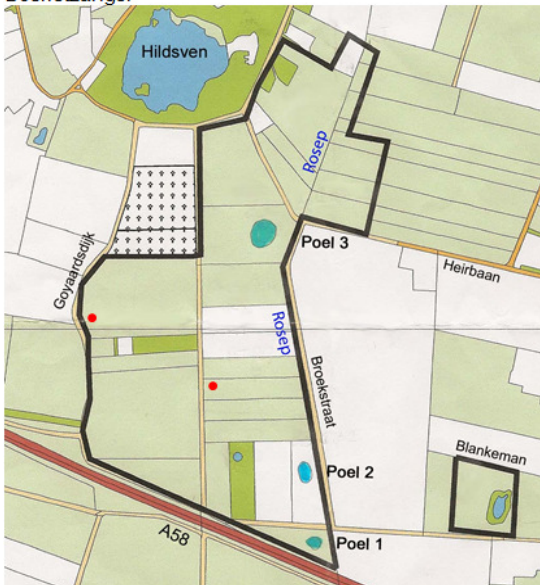 Hildsven
Rosep
Goyaardsdijk
Poel 3
Heirbaan
Rosep
Broekstraat
Blankeman
Poel 2
A58
Poel 1